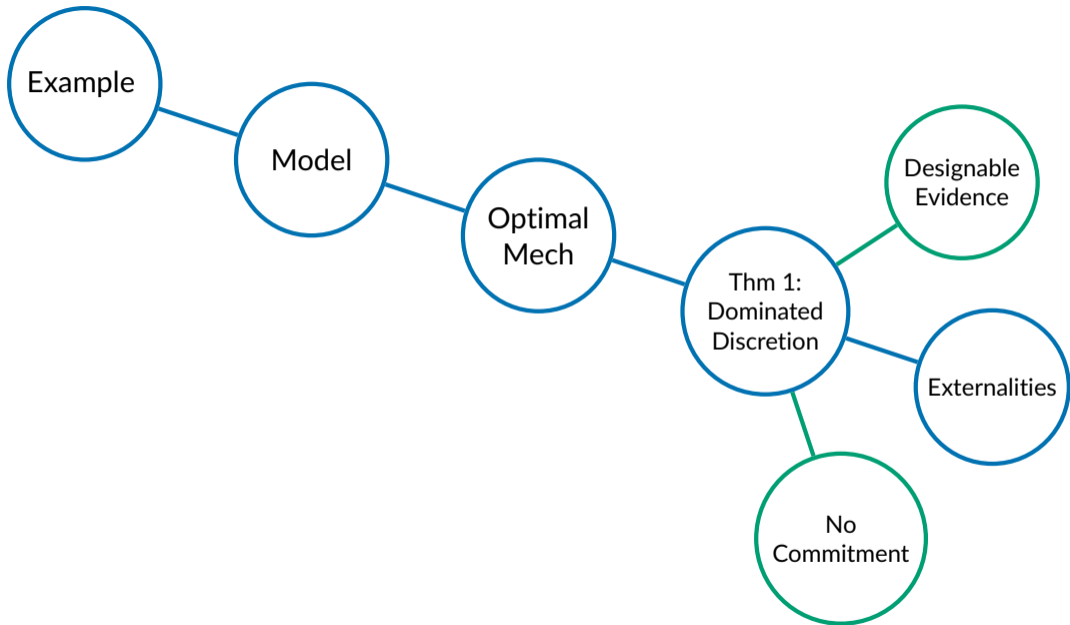 Example
Model
Optimal
Mech
Thm 1:
Dominated
Discretion
Designable
Evidence
Externalities
No
Commitment